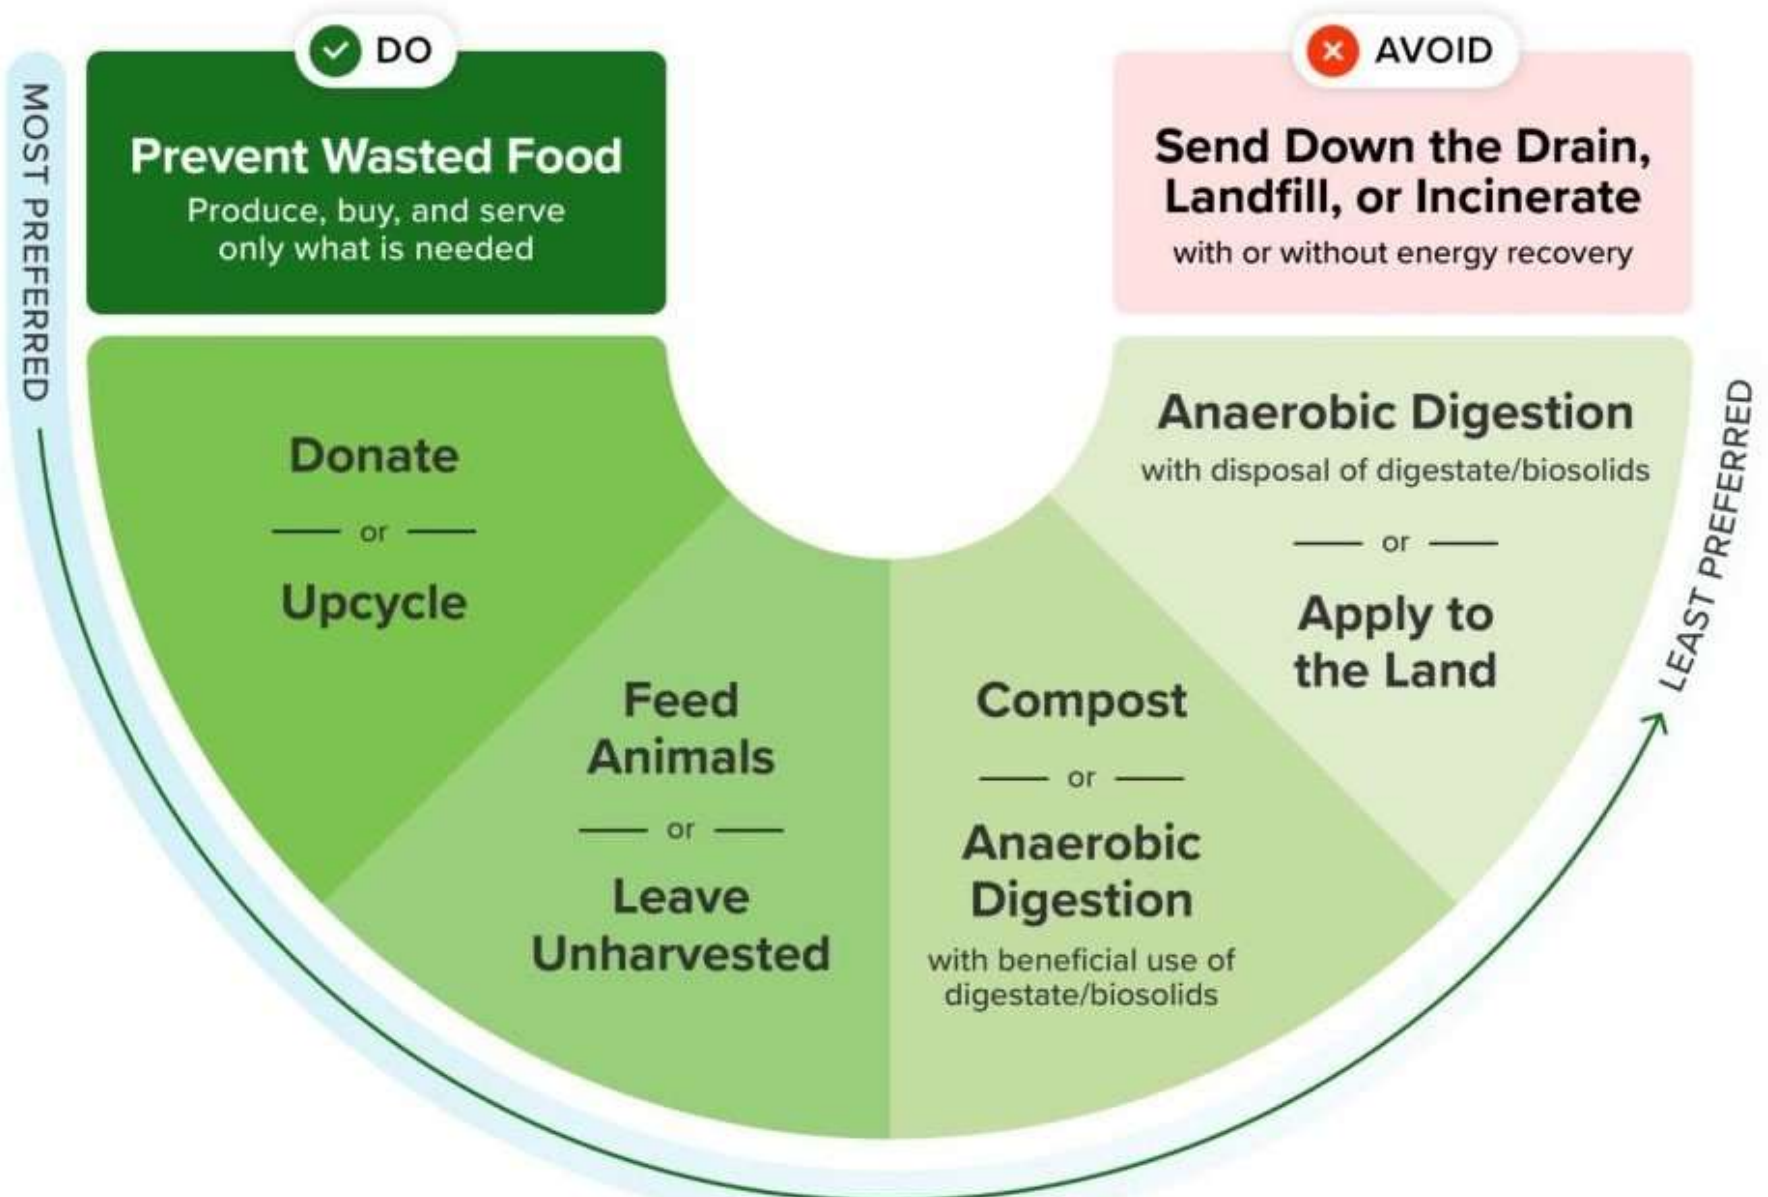 DO
Prevent Wasted Food
Produce, buy, and serve
only what is needed
MOST PREFERRED
Donate
or
Upcycle
Feed
Animals
or
Leave
Unharvested
Compost
or
Anaerobic
Digestion
with beneficial use of
digestate/biosolids
Anaerobic Digestion
with disposal of digestate/biosolids
or
Apply to
the Land
LEAST PREFERRED
AVOID
Send Down the Drain,
Landfill, or Incinerate
with or without energy recovery